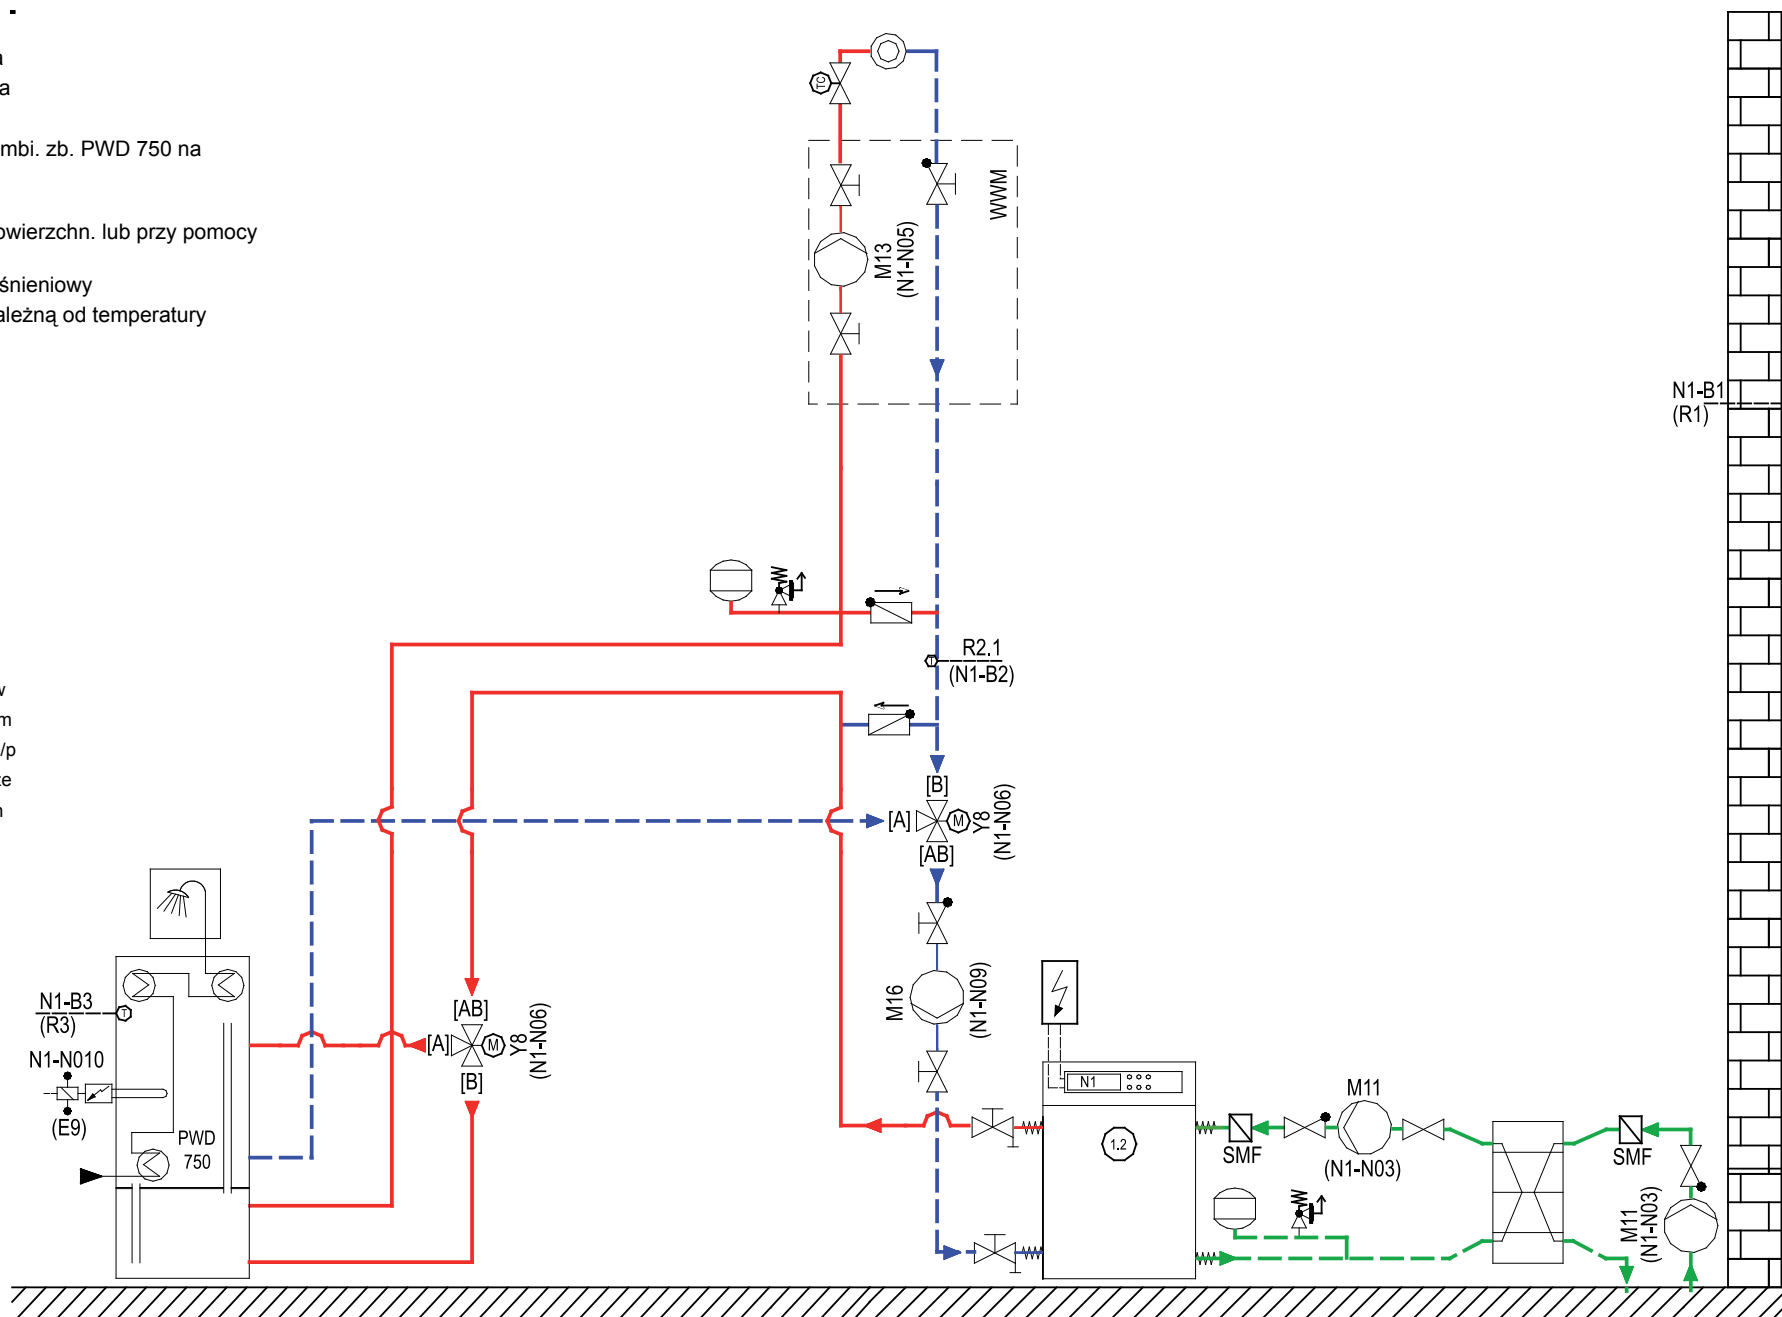 -
a
a
mbi. zb. PWD 750 na
owierzchn. lub przy pomocy
śnieniowy
ależną od temperatury
w
m
/p
że
h
TC
WWM
M13
(N1-N05)
N1-B1
(R1)
R2.1
(N1-B2)
T
[B]
[A]
M
Y8
(N1-N06)
[AB]
M16
(N1-N09)
N1-B3
(R3)
T
N1-N010
(E9)
PWD
750
[AB]
[A]
M
Y8
(N1-N06)
[B]
N1
1.2
SMF
M11
(N1-N03)
SMF
M11
(N1-N03)